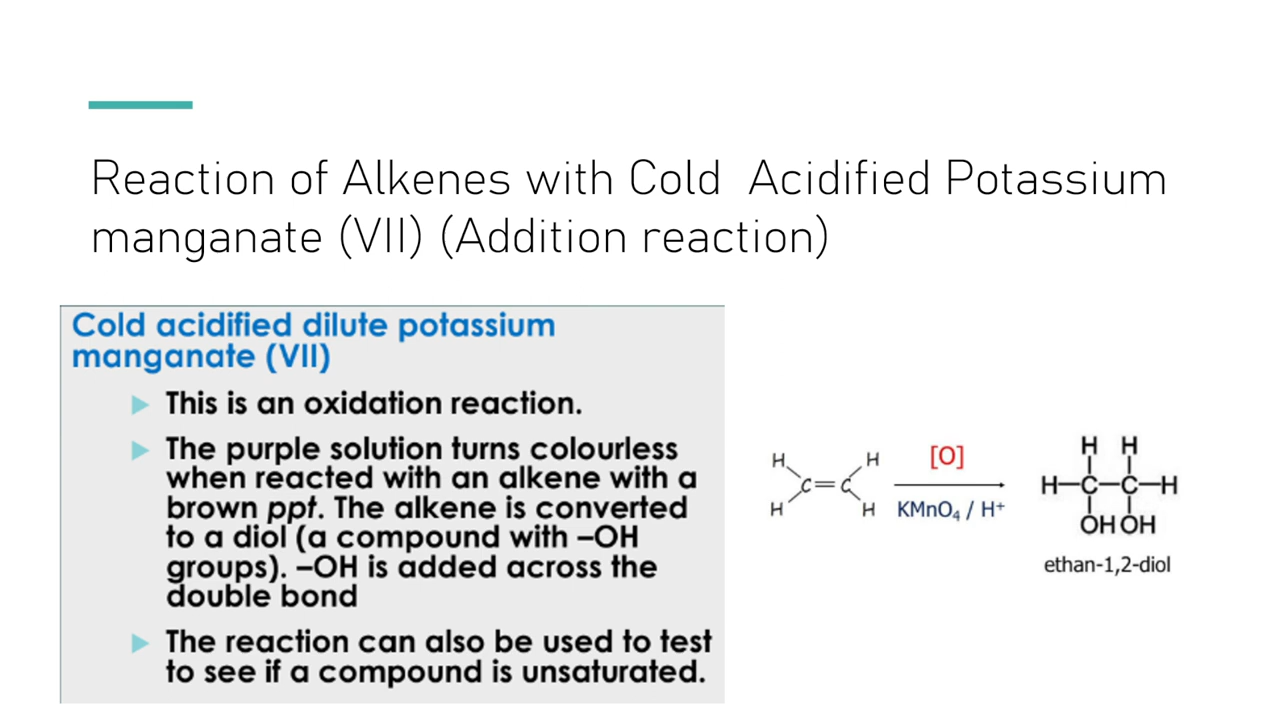 Reaction of Alkenes with Cold  Acidified Potassium
manganate (VII) (Addition reaction)
Cold acidified dilute potassium
manganate (VII)
This is an oxidation reaction.
The purple solution turns colourless
when reacted with an alkene with a
brown ppt. The alkene is converted
to a diol (a compound with –OH
groups). –OH is added across the
double bond
The reaction can also be used to test
to see if a compound is unsaturated.
H H
C=C
H H
[O]
KMnO₄ / H⁺
H H
H–C–C–H
OH OH
ethan-1,2-diol